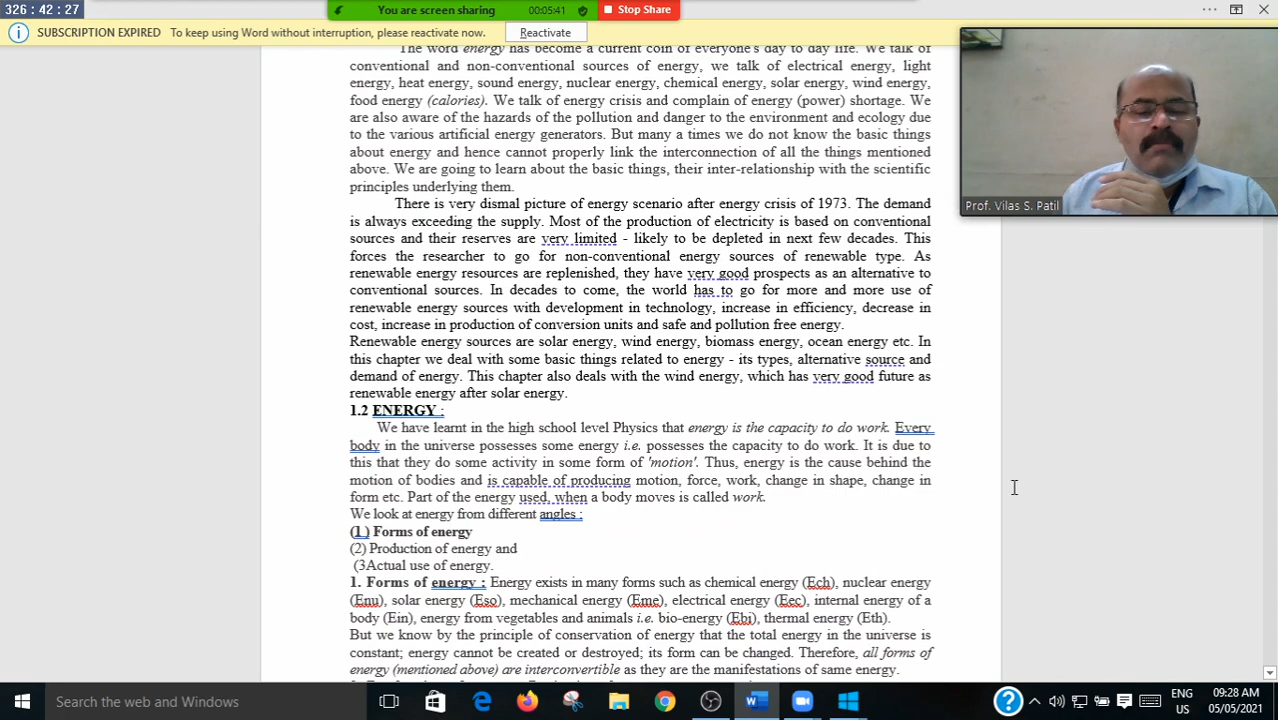 326 : 42 : 27
You are screen sharing
00:05:41
Stop Share
SUBSCRIPTION EXPIRED To keep using Word without interruption, please reactivate now. Reactivate
The word energy has become a current coin of everyone's day to day life. We talk of
conventional and non-conventional sources of energy, we talk of electrical energy, light
energy, heat energy, sound energy, nuclear energy, chemical energy, solar energy, wind energy,
food energy (calories). We talk of energy crisis and complain of energy (power) shortage. We
are also aware of the hazards of the pollution and danger to the environment and ecology due
to the various artificial energy generators. But many a times we do not know the basic things
about energy and hence cannot properly link the interconnection of all the things mentioned
above. We are going to learn about the basic things, their inter-relationship with the scientific
principles underlying them.
There is very dismal picture of energy scenario after energy crisis of 1973. The demand
is always exceeding the supply. Most of the production of electricity is based on conventional
sources and their reserves are very limited - likely to be depleted in next few decades. This
forces the researcher to go for non-conventional energy sources of renewable type. As
renewable energy resources are replenished, they have very good prospects as an alternative to
conventional sources. In decades to come, the world has to go for more and more use of
renewable energy sources with development in technology, increase in efficiency, decrease in
cost, increase in production of conversion units and safe and pollution free energy.
Renewable energy sources are solar energy, wind energy, biomass energy, ocean energy etc. In
this chapter we deal with some basic things related to energy - its types, alternative source and
demand of energy. This chapter also deals with the wind energy, which has very good future as
renewable energy after solar energy.
1.2 ENERGY :
We have learnt in the high school level Physics that energy is the capacity to do work. Every
body in the universe possesses some energy i.e. possesses the capacity to do work. It is due to
this that they do some activity in some form of 'motion'. Thus, energy is the cause behind the
motion of bodies and is capable of producing motion, force, work, change in shape, change in
form etc. Part of the energy used, when a body moves is called work.
We look at energy from different angles :
(1 ) Forms of energy
(2) Production of energy and
(3Actual use of energy.
1. Forms of energy : Energy exists in many forms such as chemical energy (Ech), nuclear energy
(Enu), solar energy (Eso), mechanical energy (Eme), electrical energy (Eec), internal energy of a
body (Ein), energy from vegetables and animals i.e. bio-energy (Ebi), thermal energy (Eth).
But we know by the principle of conservation of energy that the total energy in the universe is
constant; energy cannot be created or destroyed; its form can be changed. Therefore, all forms of
energy (mentioned above) are interconvertible as they are the manifestations of same energy.
Prof. Vilas S. Patil
Search the web and Windows
ENG
US
09:28 AM
05/05/2021